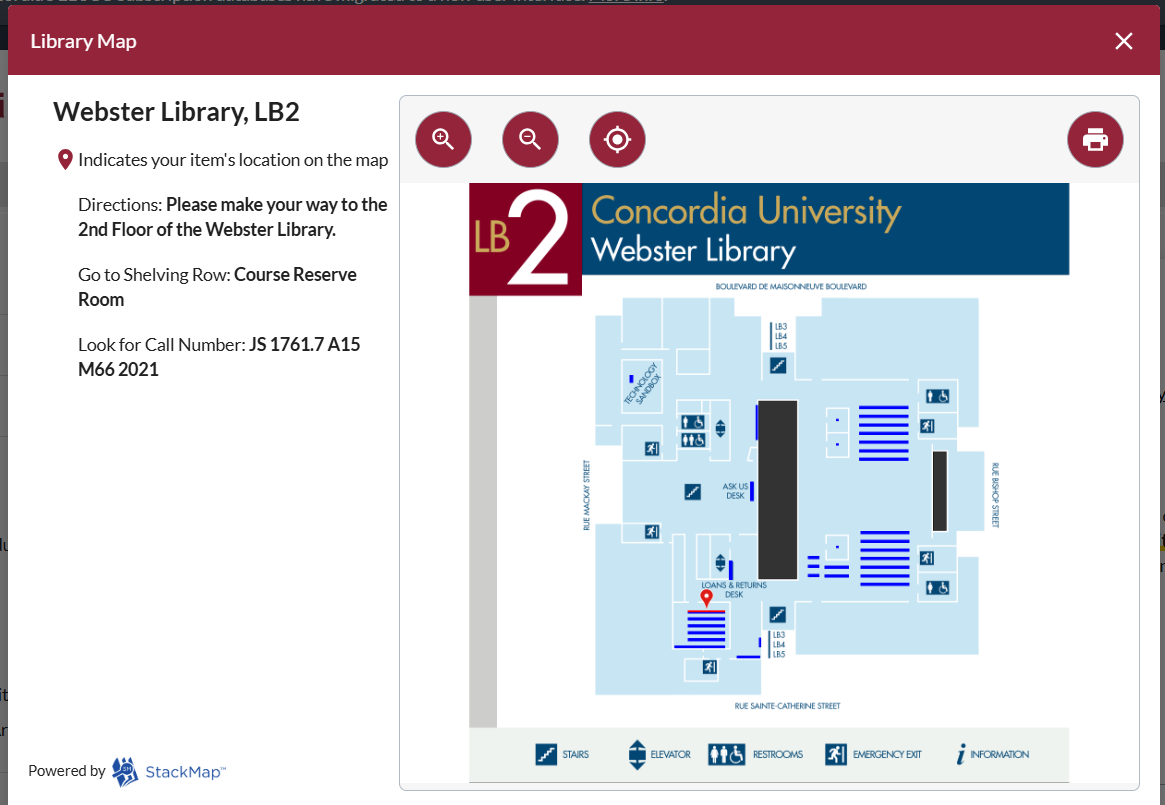 Library Map
Webster Library, LB2
Indicates your item's location on the map
Directions: Please make your way to the
2nd Floor of the Webster Library.
Go to Shelving Row: Course Reserve
Room
Look for Call Number: JS 1761.7 A15
M66 2021
Powered by StackMap™
LB2
Concordia University
Webster Library
BOULEVARD DE MAISONNEUVE BOULEVARD
LB3
LB4
LB5
TECHNOLOGY
SANDBOX
RUE MACKAY STREET
ASK US
DESK
RUE BISHOP STREET
LOANS & RETURNS
DESK
LB3
LB4
LB5
RUE SAINTE-CATHERINE STREET
STAIRS
ELEVATOR
RESTROOMS
EMERGENCY EXIT
INFORMATION